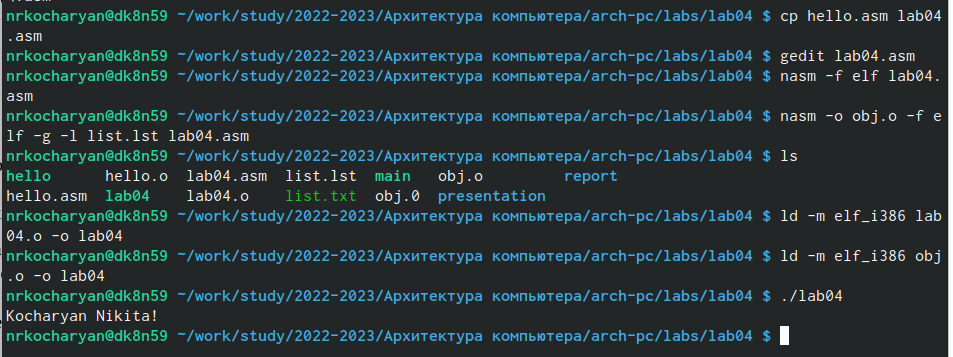 nrkocharyan@dk8n59 ~/work/study/2022-2023/Архитектура компьютера/arch-pc/labs/lab04 $ cp hello.asm lab04
.asm
nrkocharyan@dk8n59 ~/work/study/2022-2023/Архитектура компьютера/arch-pc/labs/lab04 $ gedit lab04.asm
nrkocharyan@dk8n59 ~/work/study/2022-2023/Архитектура компьютера/arch-pc/labs/lab04 $ nasm -f elf lab04.
asm
nrkocharyan@dk8n59 ~/work/study/2022-2023/Архитектура компьютера/arch-pc/labs/lab04 $ nasm -o obj.o -f e
lf -g -l list.lst lab04.asm
nrkocharyan@dk8n59 ~/work/study/2022-2023/Архитектура компьютера/arch-pc/labs/lab04 $ ls
hello hello.o lab04.asm list.lst main obj.o report
hello.asm lab04 lab04.o list.txt obj.0 presentation
nrkocharyan@dk8n59 ~/work/study/2022-2023/Архитектура компьютера/arch-pc/labs/lab04 $ ld -m elf_i386 lab
04.o -o lab04
nrkocharyan@dk8n59 ~/work/study/2022-2023/Архитектура компьютера/arch-pc/labs/lab04 $ ld -m elf_i386 obj
.o -o lab04
nrkocharyan@dk8n59 ~/work/study/2022-2023/Архитектура компьютера/arch-pc/labs/lab04 $ ./lab04
Kocharyan Nikita!
nrkocharyan@dk8n59 ~/work/study/2022-2023/Архитектура компьютера/arch-pc/labs/lab04 $